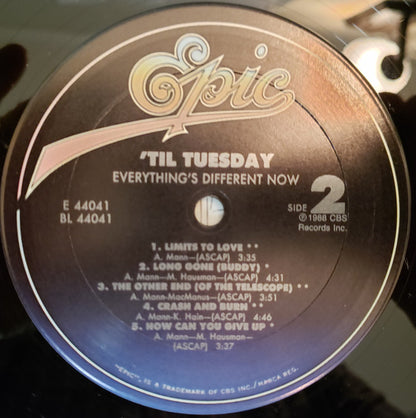 Epic
'TIL TUESDAY
EVERYTHING'S DIFFERENT NOW
E 44041
BL 44041
SIDE 2
℗1988 CBS
Records Inc.
1. LIMITS TO LOVE **
A. Mann—(ASCAP) 3:35
2. LONG GONE (BUDDY) *
A. Mann—M. Hausman—(ASCAP) 4:31
3. THE OTHER END (OF THE TELESCOPE) **
A. Mann-MacManus—(ASCAP) 3:51
4. CRASH AND BURN **
A. Mann-K. Hain—(ASCAP) 4:46
5. HOW CAN YOU GIVE UP *
A. Mann—M. Hausman—
(ASCAP) 3:37
"EPIC", IS A TRADEMARK OF CBS INC./MARCA REG.